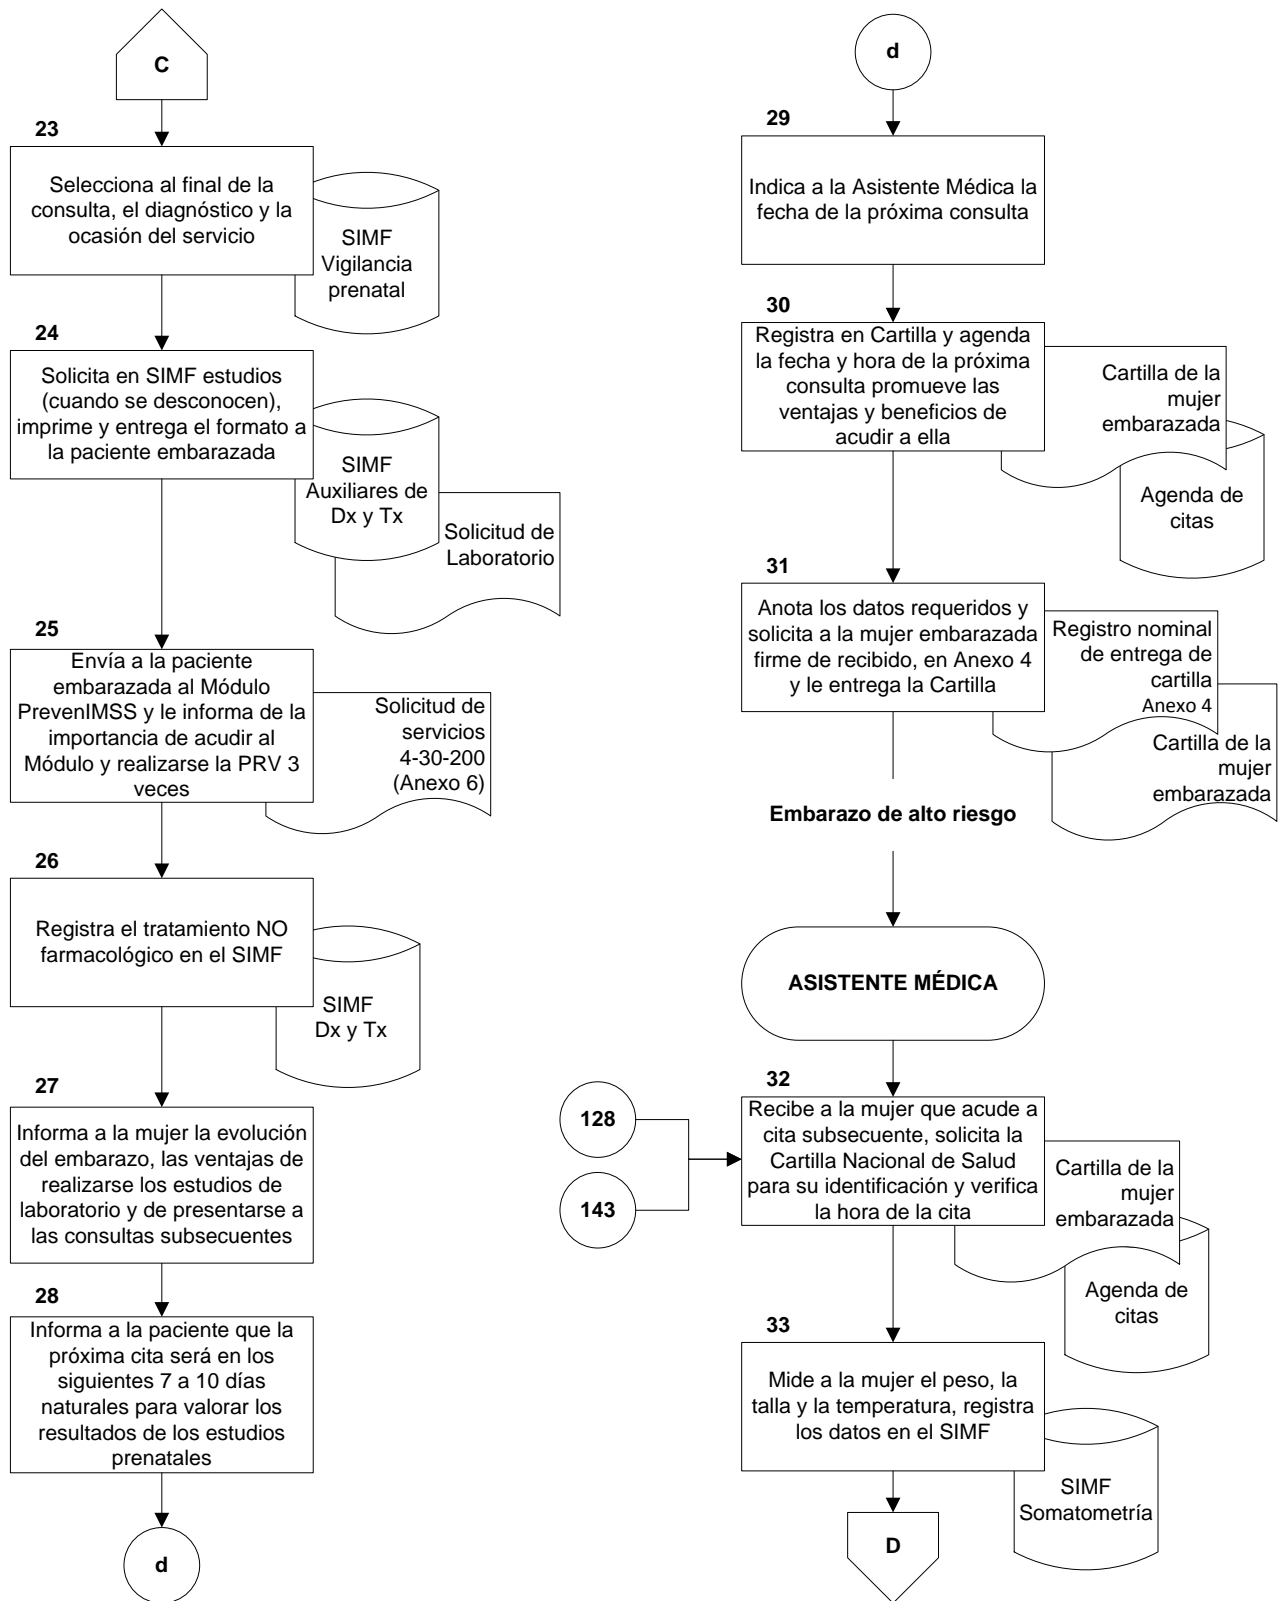 C
23
Selecciona al final de la
consulta, el diagnóstico y la
ocasión del servicio
SIMF
Vigilancia
prenatal
24
Solicita en SIMF estudios
(cuando se desconocen),
imprime y entrega el formato a
la paciente embarazada
SIMF
Auxiliares de
Dx y Tx
Solicitud de
Laboratorio
25
Envía a la paciente
embarazada al Módulo
PrevenIMSS y le informa de la
importancia de acudir al
Módulo y realizarse la PRV 3
veces
Solicitud de
servicios
4-30-200
(Anexo 6)
26
Registra el tratamiento NO
farmacológico en el SIMF
SIMF
Dx y Tx
27
Informa a la mujer la evolución
del embarazo, las ventajas de
realizarse los estudios de
laboratorio y de presentarse a
las consultas subsecuentes
28
Informa a la paciente que la
próxima cita será en los
siguientes 7 a 10 días
naturales para valorar los
resultados de los estudios
prenatales
d
d
29
Indica a la Asistente Médica la
fecha de la próxima consulta
30
Registra en Cartilla y agenda
la fecha y hora de la próxima
consulta promueve las
ventajas y beneficios de
acudir a ella
Cartilla de la
mujer
embarazada
Agenda de
citas
31
Anota los datos requeridos y
solicita a la mujer embarazada
firme de recibido, en Anexo 4
y le entrega la Cartilla
Registro nominal
de entrega de
cartilla
Anexo 4
Cartilla de la
mujer
embarazada
Embarazo de alto riesgo
ASISTENTE MÉDICA
32
128
143
Recibe a la mujer que acude a
cita subsecuente, solicita la
Cartilla Nacional de Salud
para su identificación y verifica
la hora de la cita
Cartilla de la
mujer
embarazada
Agenda de
citas
33
Mide a la mujer el peso, la
talla y la temperatura, registra
los datos en el SIMF
SIMF
Somatometría
D